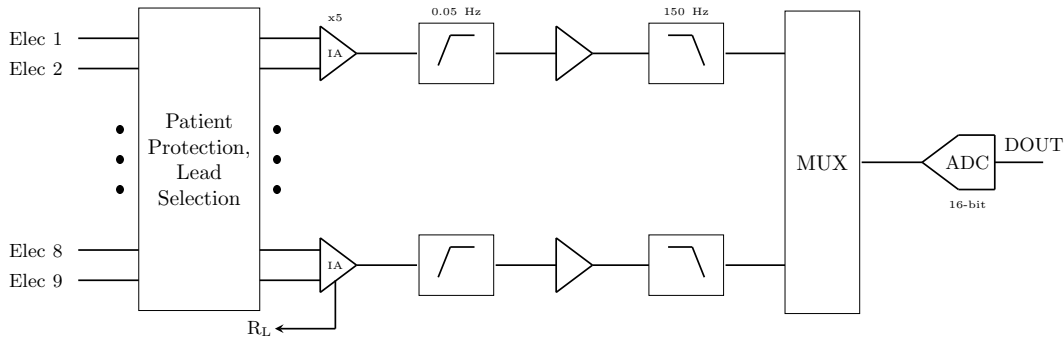 x5
0.05 Hz
150 Hz
Elec 1
Elec 2
IA
Patient
Protection,
Lead
Selection
MUX
ADC
DOUT
16-bit
Elec 8
Elec 9
IA
R_L